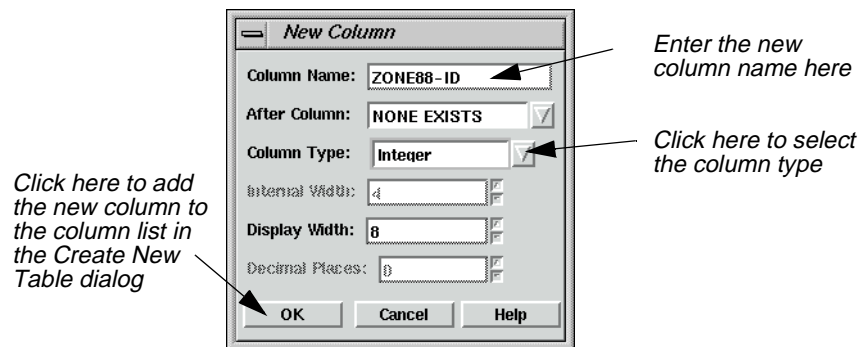 New Column
Column Name: ZONE88-ID
After Column: NONE EXISTS
Column Type: Integer
Internal Width: 4
Display Width: 8
Decimal Places: 0
OK Cancel Help
Enter the new
column name here
Click here to select
the column type
Click here to add
the new column to
the column list in
the Create New
Table dialog